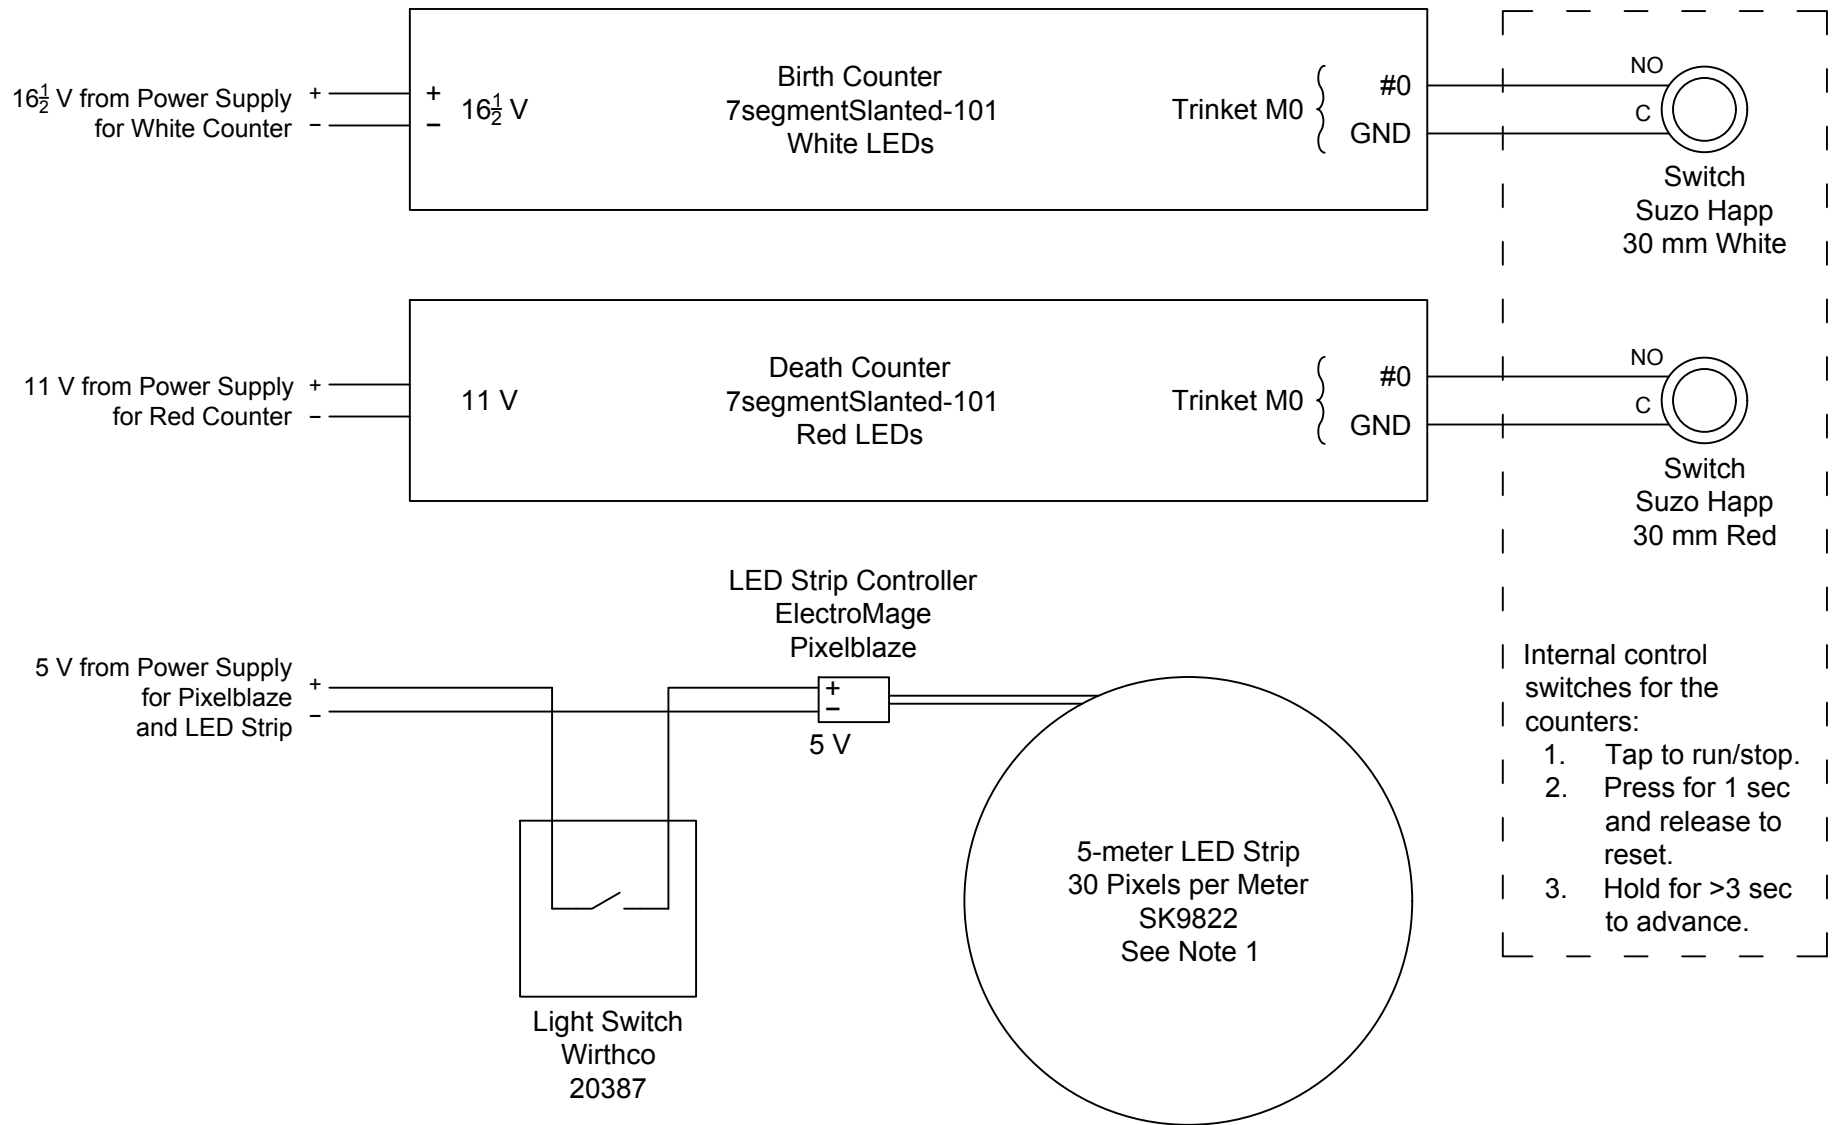 16½ V from Power Supply
for White Counter
+
−
+
−
16½ V
Birth Counter
7segmentSlanted-101
White LEDs
Trinket M0
#0
GND
NO
C
Switch
Suzo Happ
30 mm White
11 V from Power Supply
for Red Counter
+
−
11 V
Death Counter
7segmentSlanted-101
Red LEDs
Trinket M0
#0
GND
NO
C
Switch
Suzo Happ
30 mm Red
5 V from Power Supply
for Pixelblaze
and LED Strip
+
−
LED Strip Controller
ElectroMage
Pixelblaze
+
−
5 V
Light Switch
Wirthco
20387
5-meter LED Strip
30 Pixels per Meter
SK9822
See Note 1
Internal control
switches for the
counters:
1. Tap to run/stop.
2. Press for 1 sec
and release to
reset.
3. Hold for >3 sec
to advance.